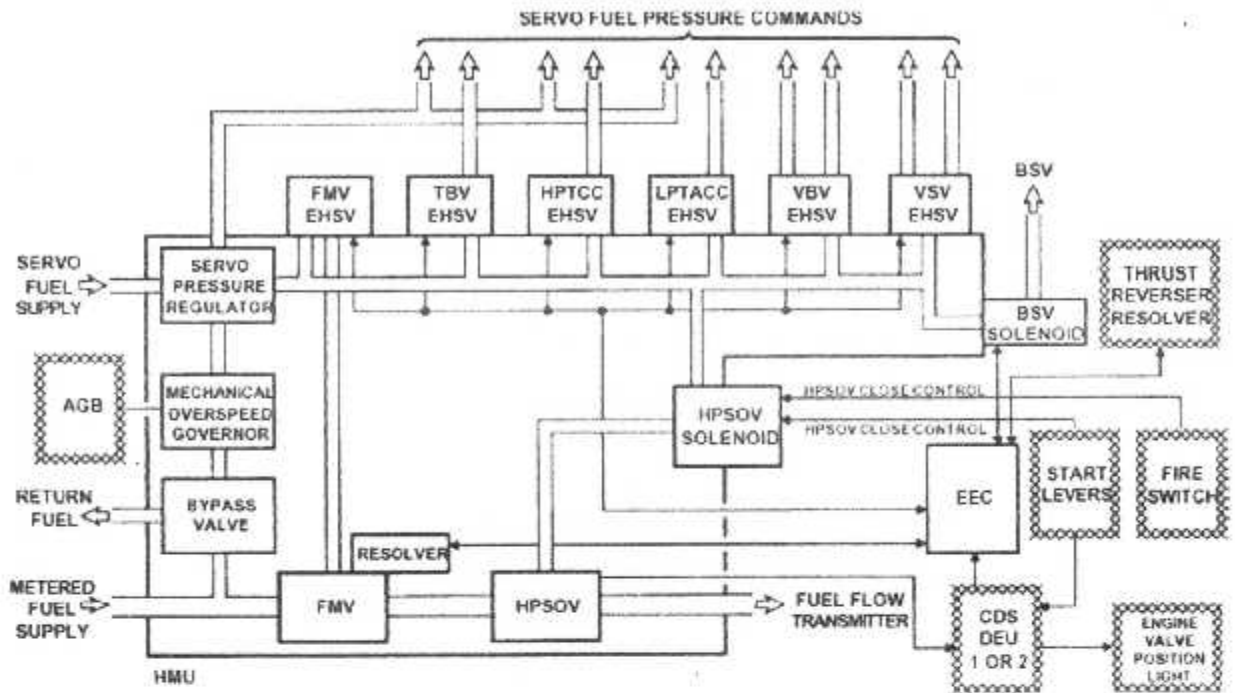 SERVO FUEL PRESSURE COMMANDS
FMV
EHSV
TBV
EHSV
HPTCC
EHSV
LPTACC
EHSV
VBV
EHSV
VSV
EHSV
BSV
SERVO
FUEL
SUPPLY
SERVO
PRESSURE
REGULATOR
THRUST
REVERSER
RESOLVER
BSV
SOLENOID
AGB
MECHANICAL
OVERSPEED
GOVERNOR
HPSOV
SOLENOID
HPSOV CLOSE CONTROL
HPSOV CLOSE CONTROL
RETURN
FUEL
BYPASS
VALVE
EEC
START
LEVERS
FIRE
SWITCH
RESOLVER
METERED
FUEL
SUPPLY
FMV
HPSOV
FUEL FLOW
TRANSMITTER
CDS
DEU
1 OR 2
ENGINE
VALVE
POSITION
LIGHT
HMU